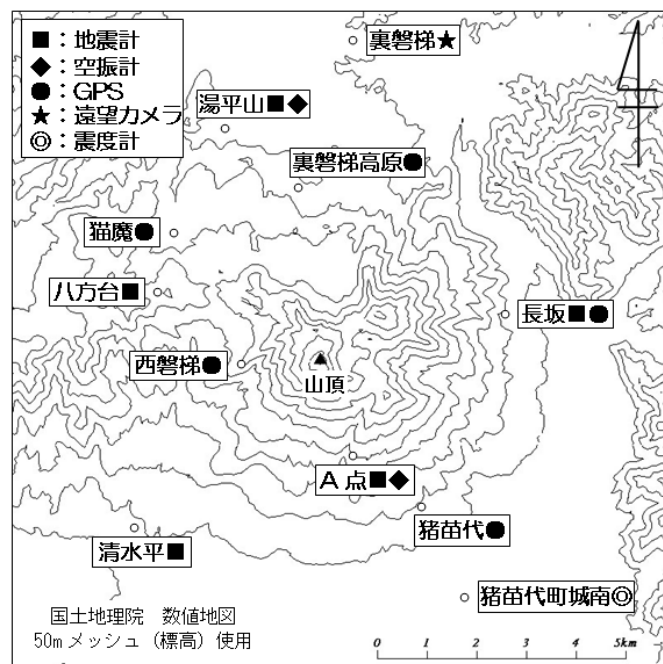 ■：地震計
◆：空振計
●：GPS
★：遠望カメラ
◎：震度計
裏磐梯★
湯平山■◆
裏磐梯高原●
猫魔●
八方台■
長坂■●
西磐梯●
山頂
A点■◆
猪苗代●
清水平■
猪苗代町城南◎
国土地理院　数値地図
50mメッシュ（標高）使用
0 1 2 3 4 5km